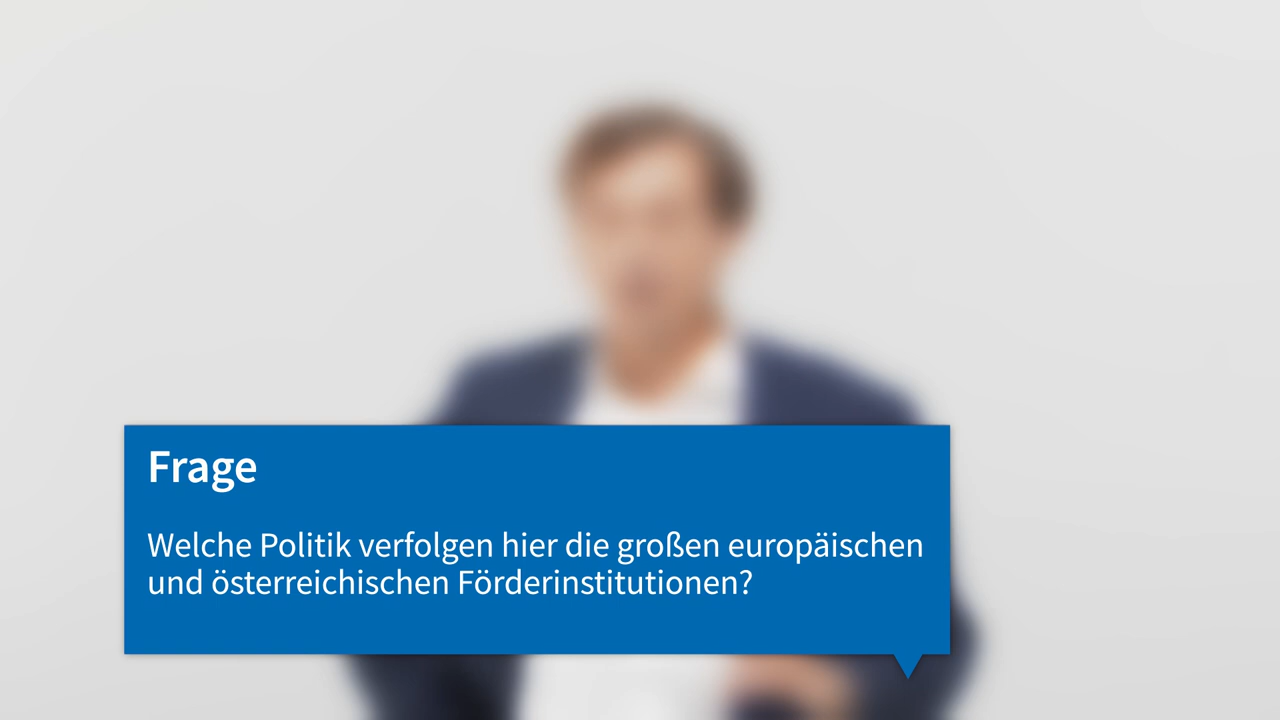 Frage
Welche Politik verfolgen hier die großen europäischen
und österreichischen Förderinstitutionen?